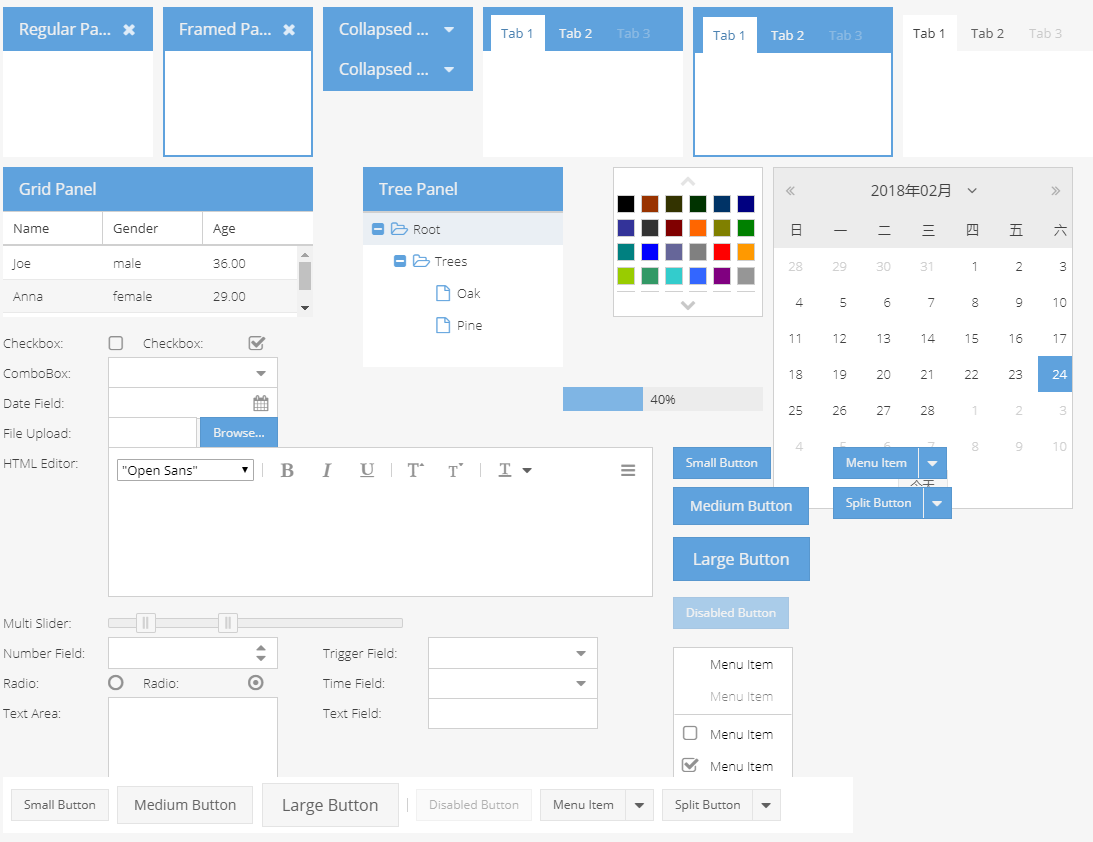 Regular Pa...
Framed Pa...
Collapsed ...
Collapsed ...
Tab 1 Tab 2 Tab 3
Tab 1 Tab 2 Tab 3
Tab 1 Tab 2 Tab 3
Grid Panel
Name Gender Age
Joe male 36.00
Anna female 29.00
Tree Panel
Root
Trees
Oak
Pine
2018年02月
日 一 二 三 四 五 六
28 29 30 31 1 2 3
4 5 6 7 8 9 10
11 12 13 14 15 16 17
18 19 20 21 22 23 24
25 26 27 28 1 2 3
4 5 6 7 8 9 10
今天
40%
Checkbox: Checkbox:
ComboBox:
Date Field:
File Upload: Browse...
HTML Editor: "Open Sans" B I U T T T
Small Button
Menu Item
Medium Button
Split Button
Large Button
Disabled Button
Multi Slider:
Number Field:
Trigger Field:
Radio: Radio:
Time Field:
Text Area:
Text Field:
Menu Item
Menu Item
Menu Item
Menu Item
Small Button Medium Button Large Button Disabled Button Menu Item Split Button